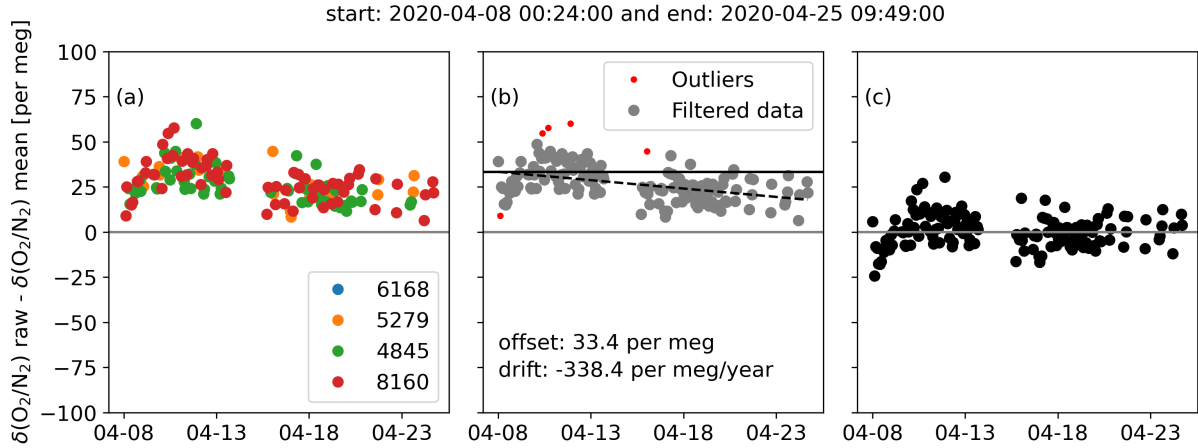 start: 2020-04-08 00:24:00 and end: 2020-04-25 09:49:00
δ(O₂/N₂) raw - δ(O₂/N₂) mean [per meg]
100
75
50
25
0
−25
−50
−75
−100
(a)
6168
5279
4845
8160
04-08 04-13 04-18 04-23
(b)
Outliers
Filtered data
offset: 33.4 per meg
drift: -338.4 per meg/year
04-08 04-13 04-18 04-23
(c)
04-08 04-13 04-18 04-23